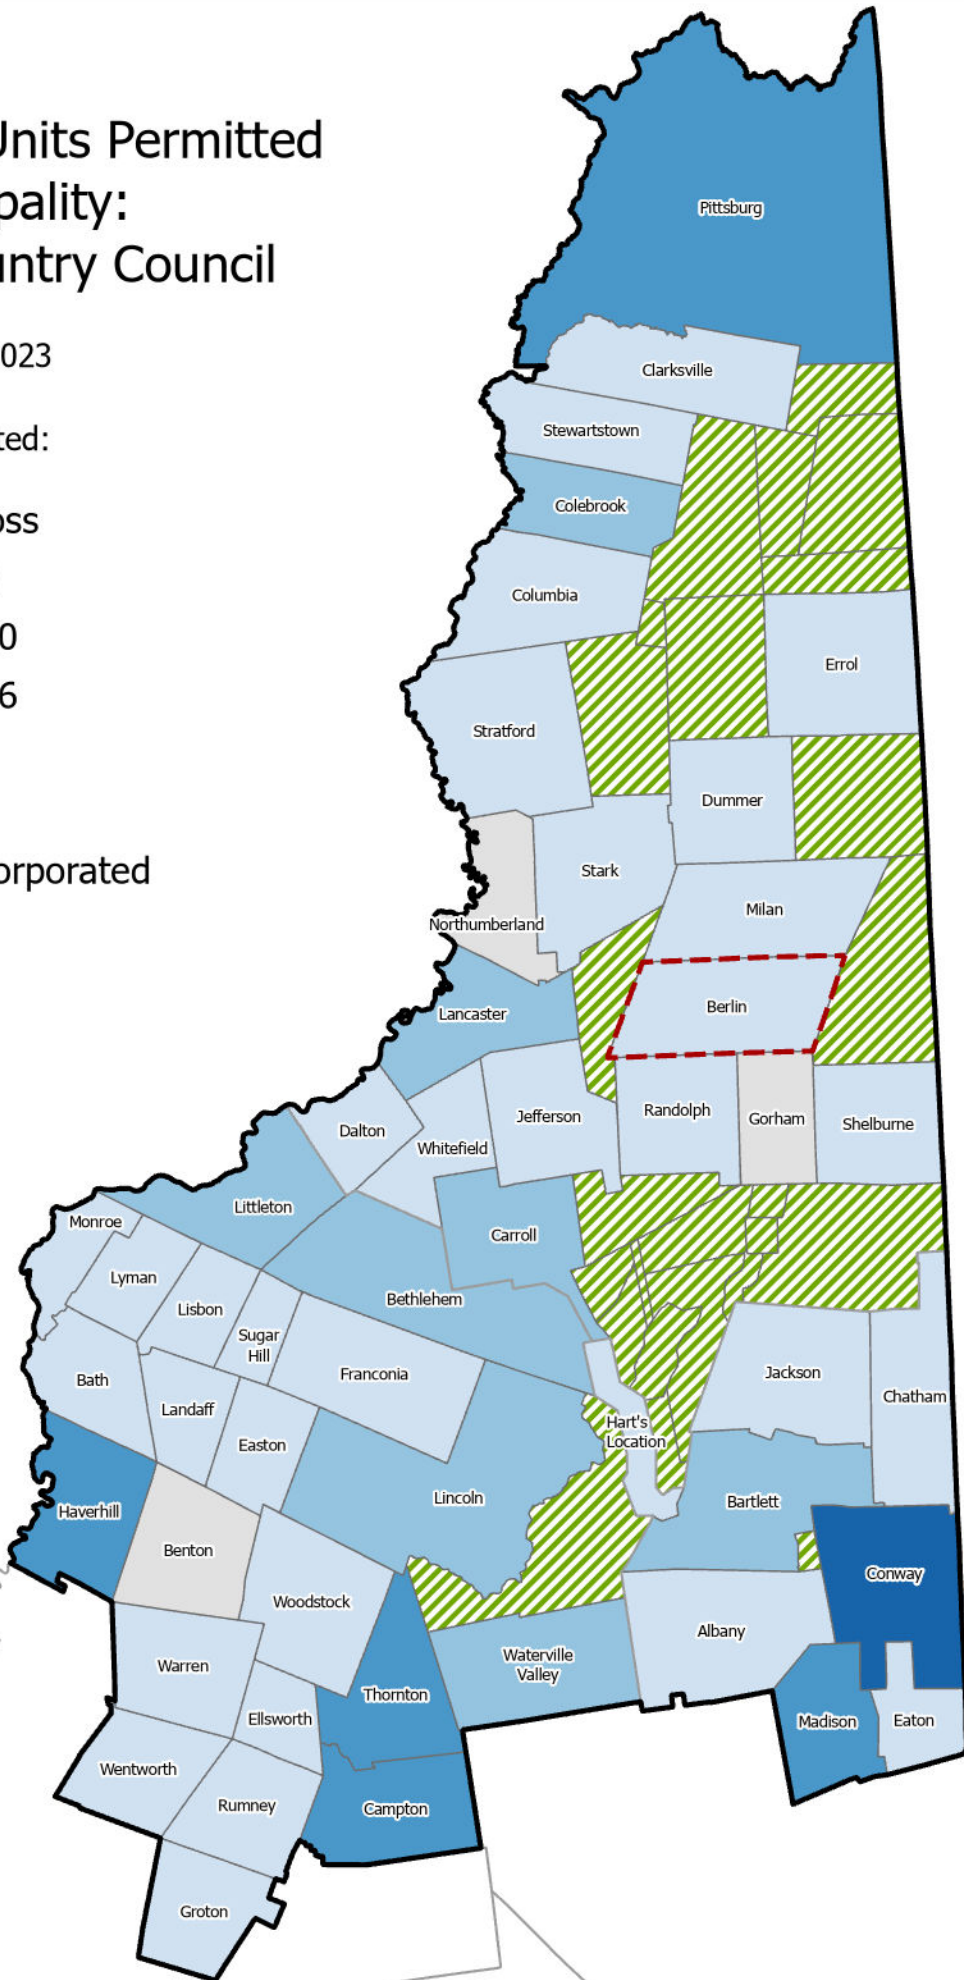 Units Permitted
pality:
untry Council
023
ted:
oss
0
6
orporated
Pittsburg
Clarksville
Stewartstown
Colebrook
Columbia
Errol
Stratford
Dummer
Stark
Milan
Northumberland
Berlin
Lancaster
Randolph
Gorham
Jefferson
Shelburne
Dalton
Whitefield
Littleton
Monroe
Carroll
Lyman
Bethlehem
Lisbon
Sugar
Hill
Franconia
Jackson
Bath
Chatham
Landaff
Hart's
Location
Easton
Lincoln
Bartlett
Haverhill
Benton
Conway
Woodstock
Albany
Waterville
Valley
Warren
Thornton
Ellsworth
Madison
Eaton
Wentworth
Rumney
Campton
Groton